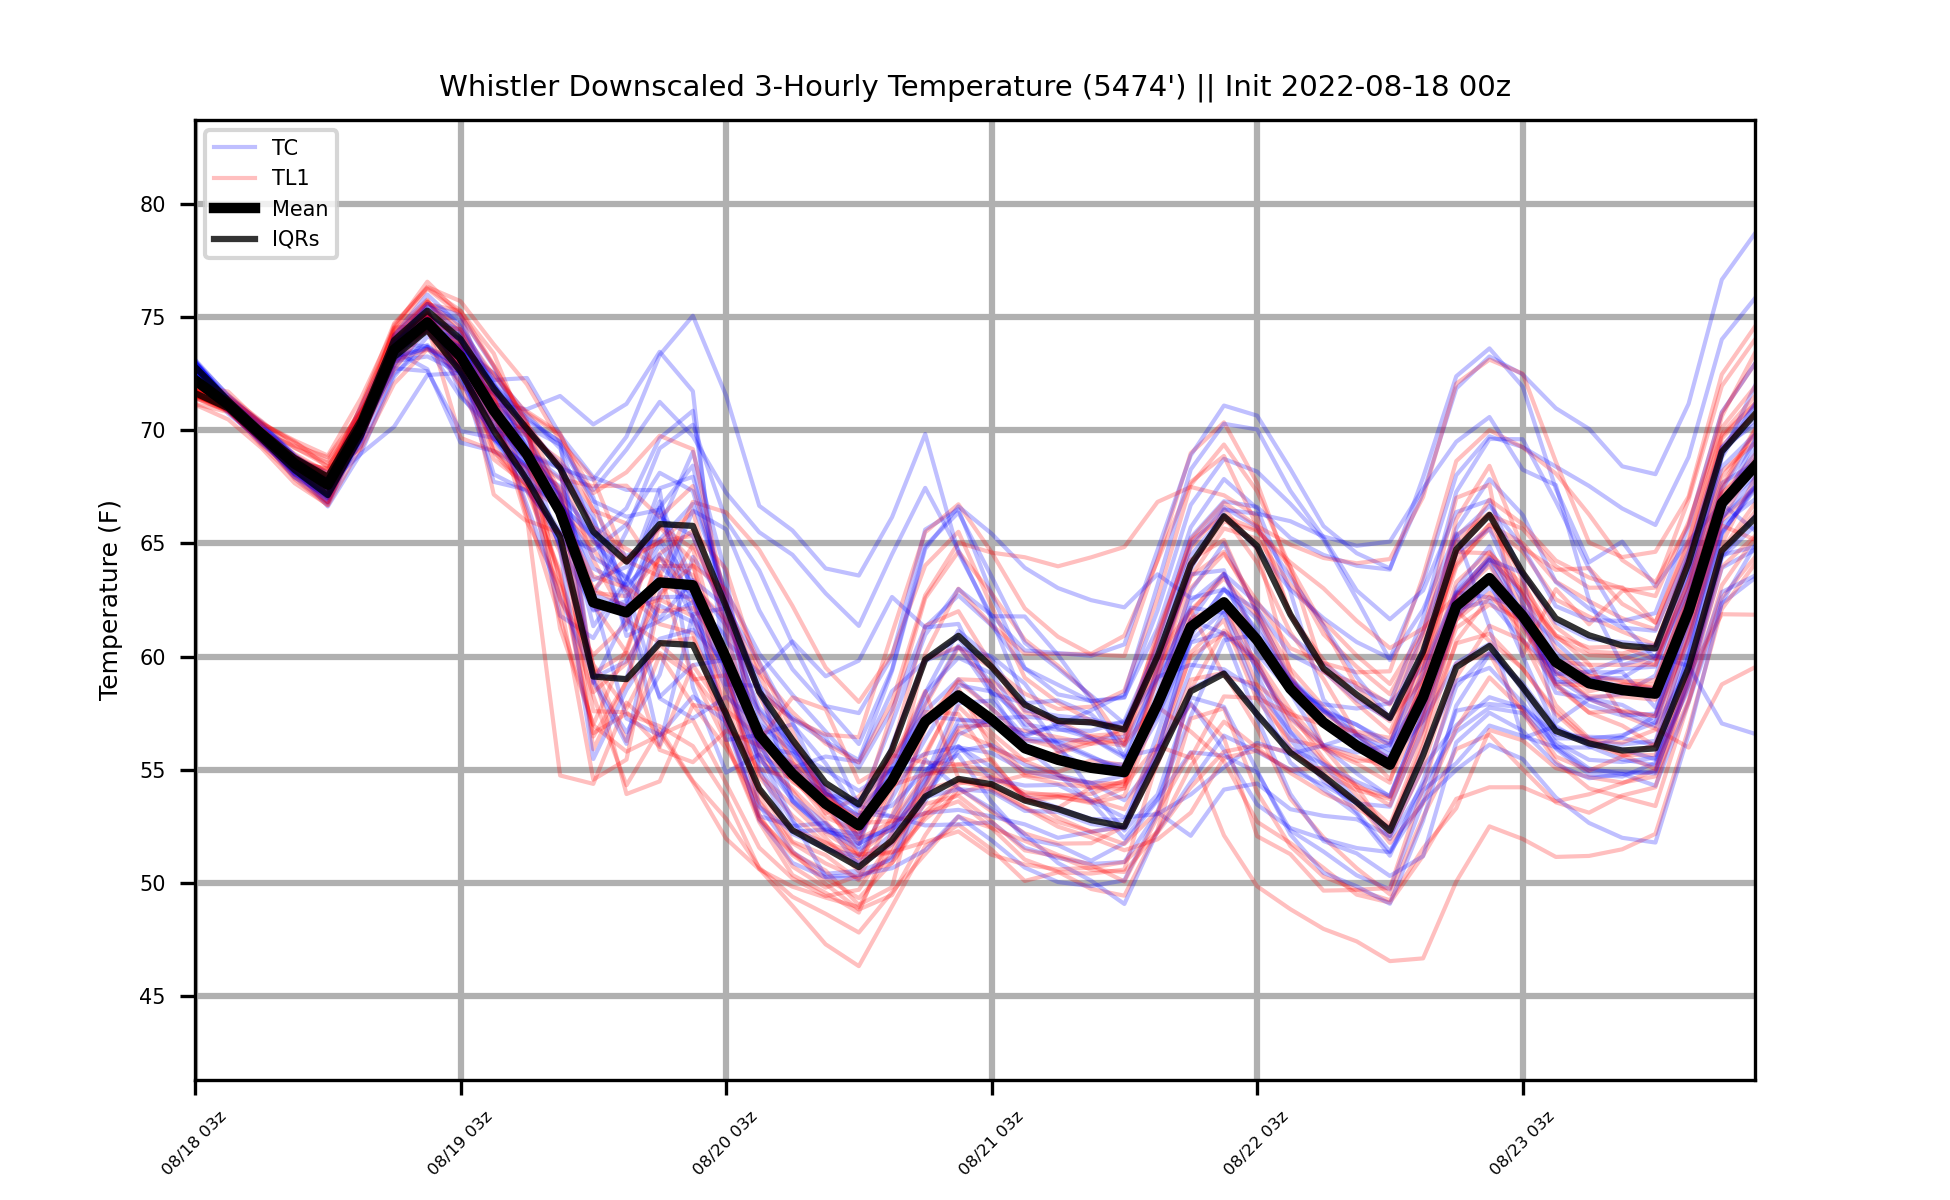 Whistler Downscaled 3-Hourly Temperature (5474') || Init 2022-08-18 00z
TC
TL1
Mean
IQRs
Temperature (F)
80
75
70
65
60
55
50
45
08/18 03z
08/19 03z
08/20 03z
08/21 03z
08/22 03z
08/23 03z